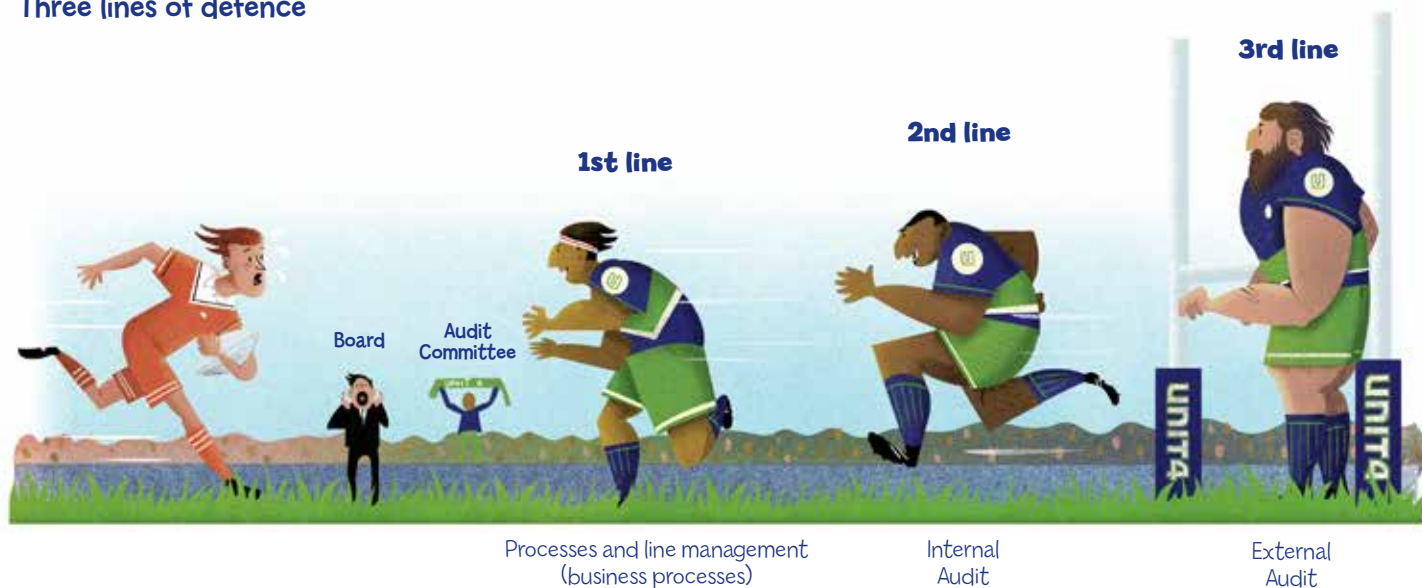 Three lines of defence
3rd line
2nd line
1st line
Board
Audit
Committee
UNIT4
UNIT4
Processes and line management
(business processes)
Internal
Audit
External
Audit